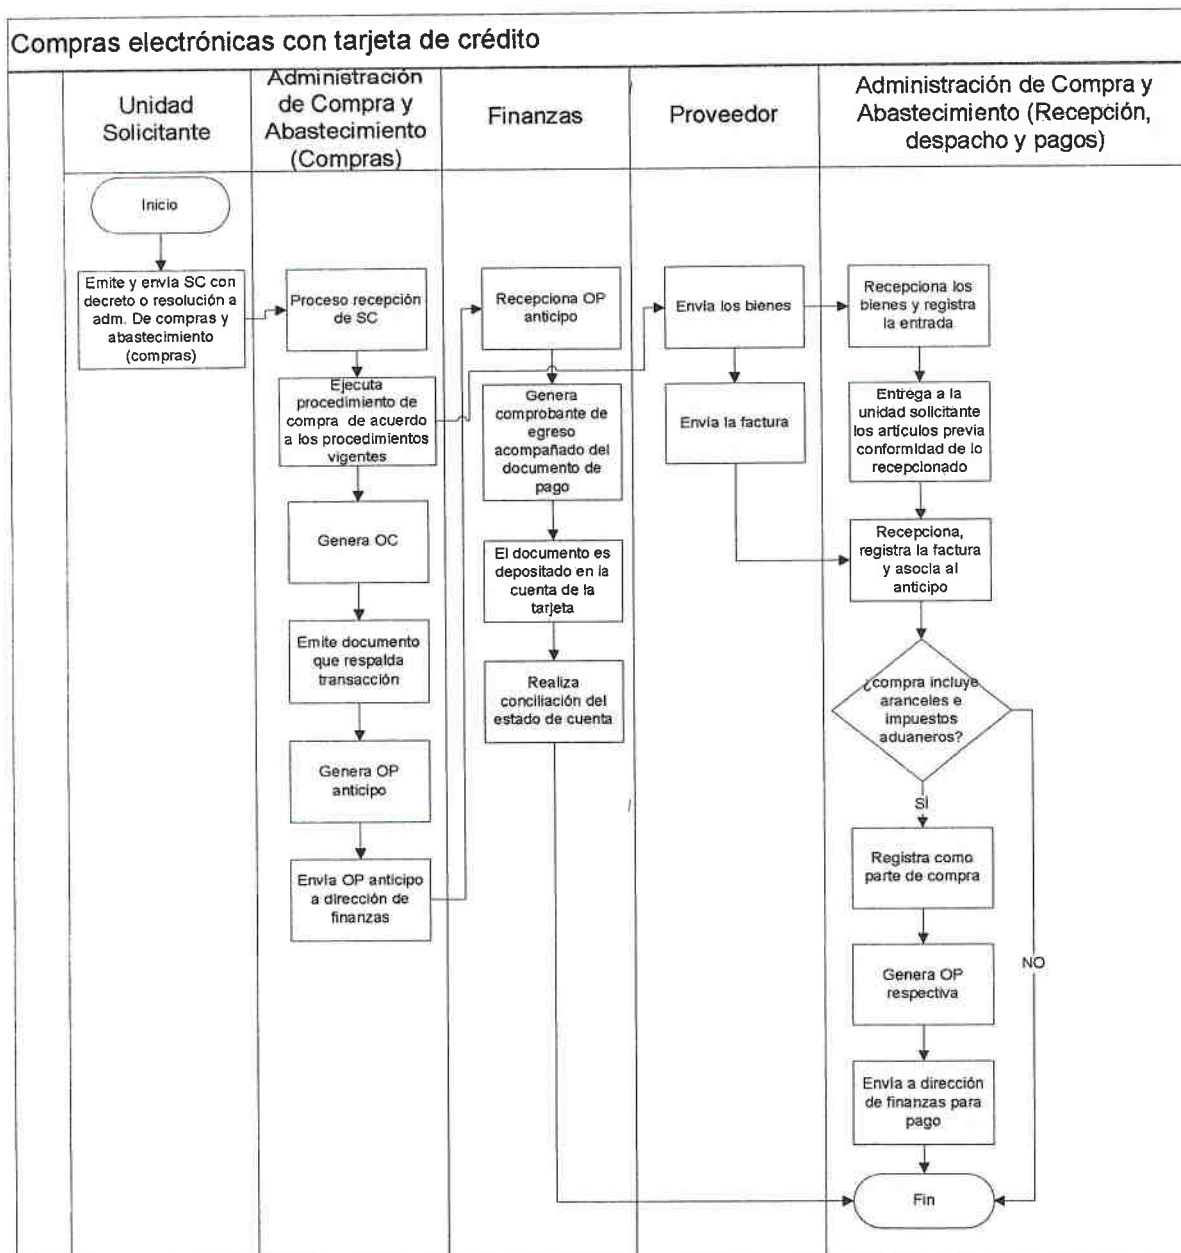 Compras electrónicas con tarjeta de crédito
Unidad
Solicitante
Administración
de Compra y
Abastecimiento
(Compras)
Finanzas
Proveedor
Administración de Compra y
Abastecimiento (Recepción,
despacho y pagos)
Inicio
Emite y envía SC con
decreto o resolución a
adm. De compras y
abastecimiento
(compras)
Proceso recepción
de SC
Ejecuta
procedimiento de
compra de acuerdo
a los procedimientos
vigentes
Genera OC
Emite documento
que respalda
transacción
Genera OP
anticipo
Envía OP anticipo
a dirección de
finanzas
Recepciona OP
anticipo
Genera
comprobante de
egreso
acompañado del
documento de
pago
El documento es
depositado en la
cuenta de la
tarjeta
Realiza
conciliación del
estado de cuenta
Envía los bienes
Envía la factura
Recepciona los
bienes y registra
la entrada
Entrega a la
unidad solicitante
los artículos previa
conformidad de lo
recepcionado
Recepciona,
registra la factura
y asocia al
anticipo
¿compra incluye
aranceles e
impuestos
aduaneros?
SÍ
NO
Registra como
parte de compra
Genera OP
respectiva
Envía a dirección
de finanzas para
pago
Fin